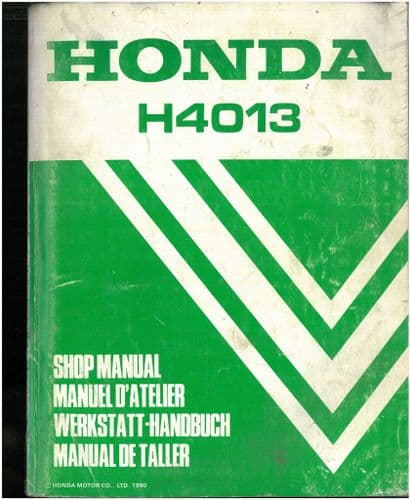 HONDA
H4013
SHOP MANUAL
MANUEL D'ATELIER
WERKSTATT-HANDBUCH
MANUAL DE TALLER
HONDA MOTOR CO., LTD. 1990